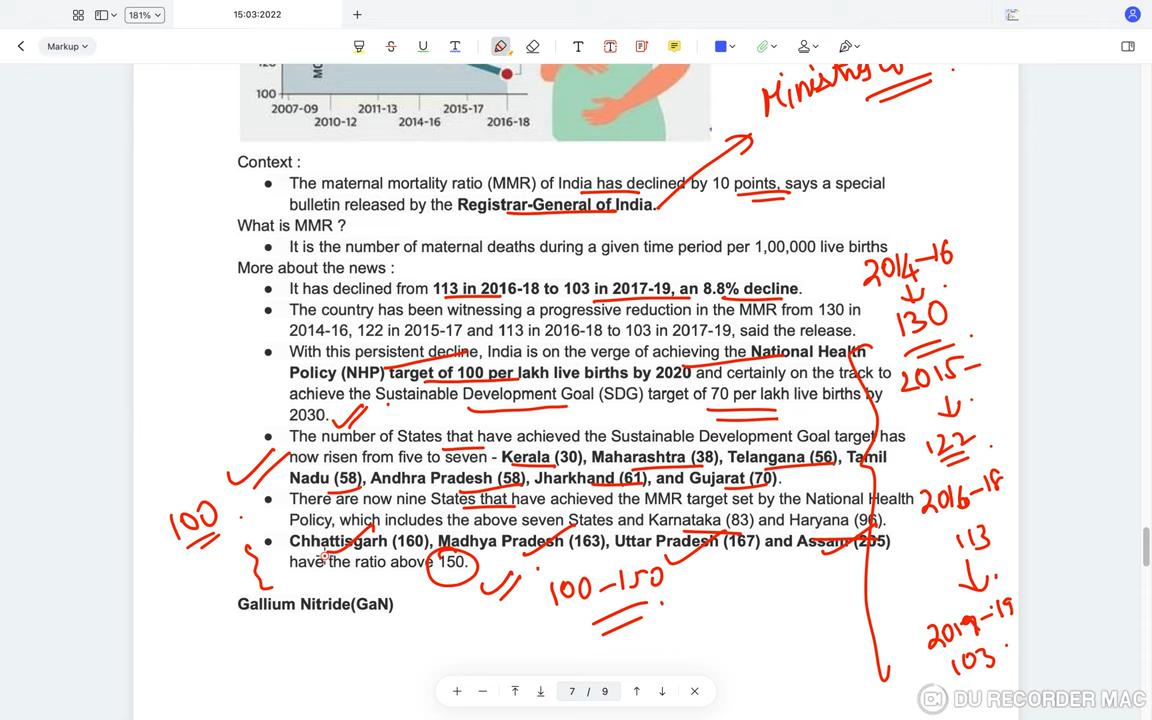 181%
15:03:2022
Markup
100
2007-09
2011-13
2015-17
2010-12
2014-16
2016-18
Ministry
Context :
The maternal mortality ratio (MMR) of India has declined by 10 points, says a special
bulletin released by the Registrar-General of India.
What is MMR ?
It is the number of maternal deaths during a given time period per 1,00,000 live births
More about the news :
It has declined from 113 in 2016-18 to 103 in 2017-19, an 8.8% decline.
The country has been witnessing a progressive reduction in the MMR from 130 in
2014-16, 122 in 2015-17 and 113 in 2016-18 to 103 in 2017-19, said the release.
With this persistent decline, India is on the verge of achieving the National Health
Policy (NHP) target of 100 per lakh live births by 2020 and certainly on the track to
achieve the Sustainable Development Goal (SDG) target of 70 per lakh live births by
2030.
The number of States that have achieved the Sustainable Development Goal target has
now risen from five to seven - Kerala (30), Maharashtra (38), Telangana (56), Tamil
Nadu (58), Andhra Pradesh (58), Jharkhand (61), and Gujarat (70).
There are now nine States that have achieved the MMR target set by the National Health
Policy, which includes the above seven States and Karnataka (83) and Haryana (96).
Chhattisgarh (160), Madhya Pradesh (163), Uttar Pradesh (167) and Assam (205)
have the ratio above 150.
Gallium Nitride(GaN)
100
100-150
2014-16
130
2015-
122
2016-18
113
103
7 / 9
DU RECORDER MAC